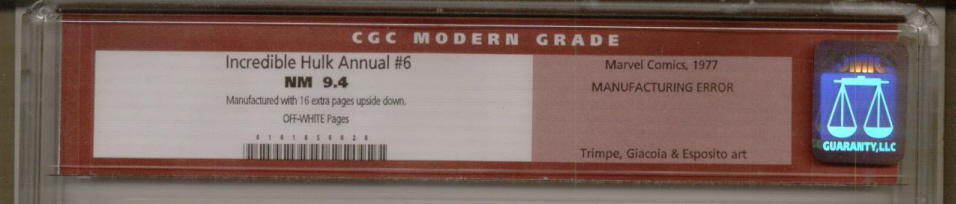 CGC MODERN GRADE
Incredible Hulk Annual #6
NM 9.4
Manufactured with 16 extra pages upside down.
OFF-WHITE Pages
Marvel Comics, 1977
MANUFACTURING ERROR
Trimpe, Giacoia & Esposito art
GUARANTY, LLC